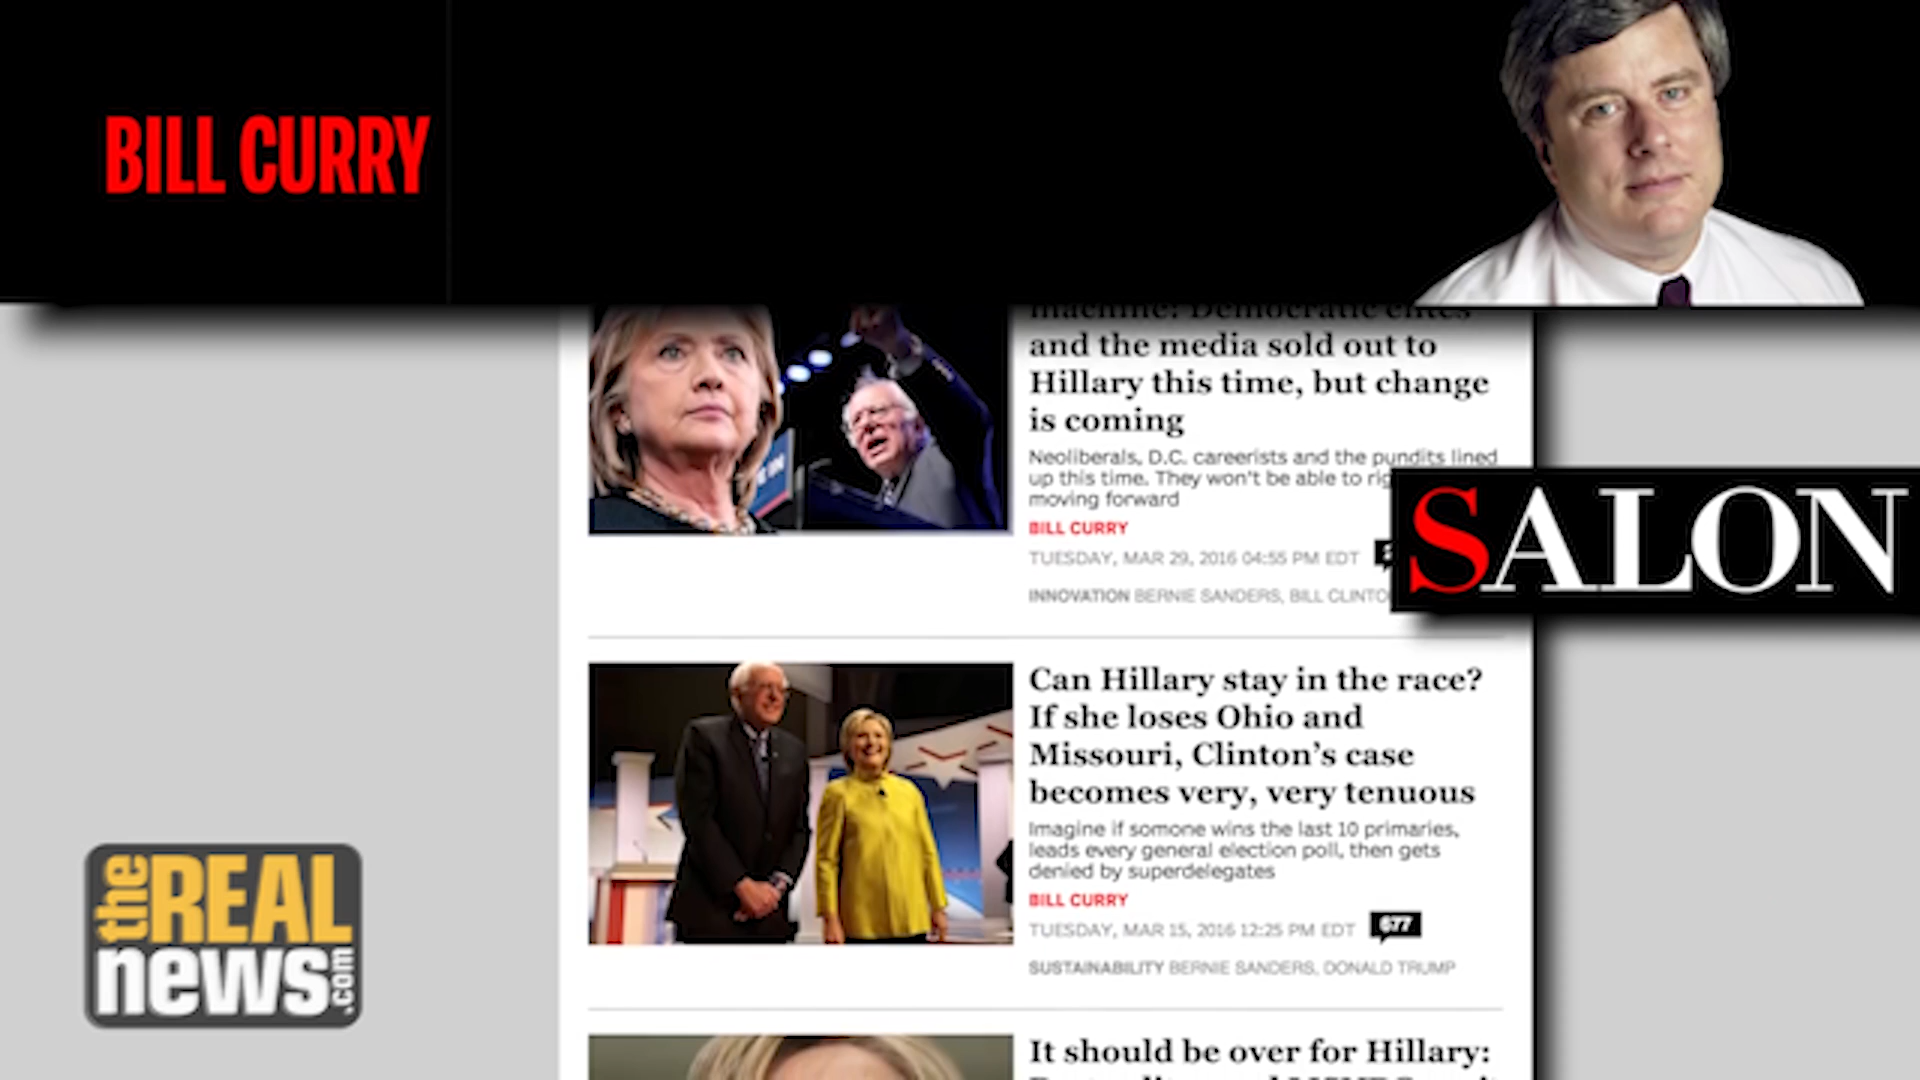 BILL CURRY
machine: Democratic elites
and the media sold out to
Hillary this time, but change
is coming
Neoliberals, D.C. careerists and the pundits lined
up this time. They won't be able to rig
moving forward
BILL CURRY
TUESDAY, MAR 29, 2016 04:55 PM EDT
INNOVATION BERNIE SANDERS, BILL CLINTO
SALON
Can Hillary stay in the race?
If she loses Ohio and
Missouri, Clinton's case
becomes very, very tenuous
Imagine if somone wins the last 10 primaries,
leads every general election poll, then gets
denied by superdelegates
BILL CURRY
TUESDAY, MAR 15, 2016 12:25 PM EDT 677
SUSTAINABILITY BERNIE SANDERS, DONALD TRUMP
It should be over for Hillary:
the REAL
news.com